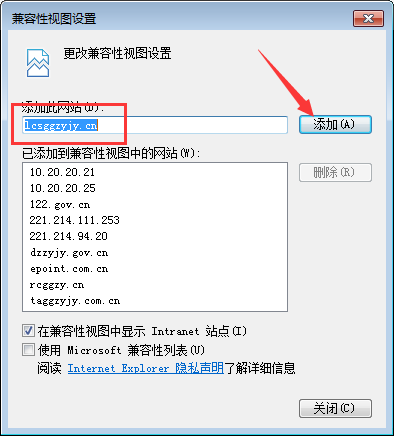 兼容性视图设置
更改兼容性视图设置
添加此网站(D):
lcsggzyjy.cn
添加(A)
已添加到兼容性视图中的网站(W):
删除(R)
10.20.20.21
10.20.20.25
122.gov.cn
221.214.111.253
221.214.94.20
dzzyjy.gov.cn
epoint.com.cn
rcggzy.cn
taggzyjy.com.cn
在兼容性视图中显示 Intranet 站点(I)
使用 Microsoft 兼容性列表(U)
阅读 Internet Explorer 隐私声明了解详细信息
关闭(C)